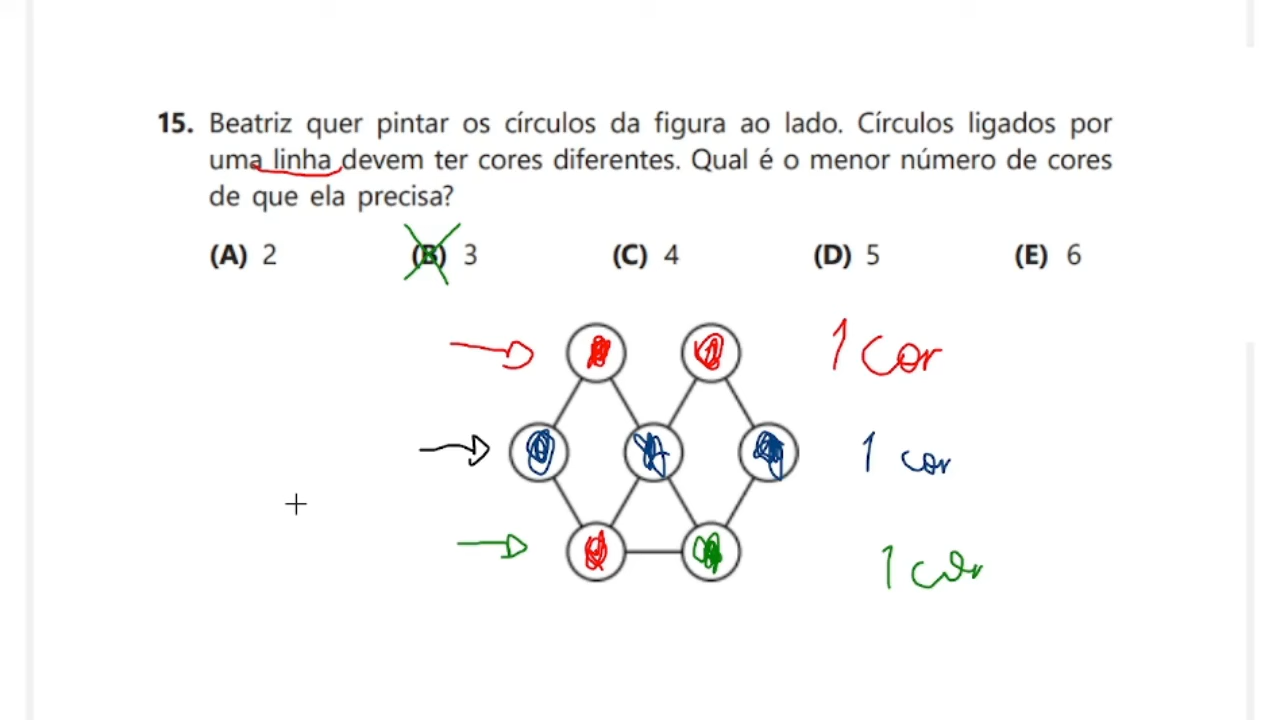 15. Beatriz quer pintar os círculos da figura ao lado. Círculos ligados por
uma linha devem ter cores diferentes. Qual é o menor número de cores
de que ela precisa?
(A) 2 (B) 3 (C) 4 (D) 5 (E) 6
1 cor
1 cor
1 cor